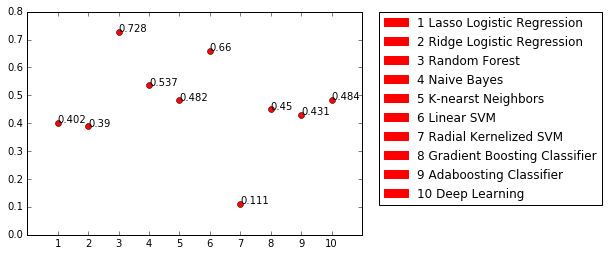 0.8
0.7
0.6
0.5
0.4
0.3
0.2
0.1
0.0
0.402
0.39
0.728
0.537
0.482
0.66
0.111
0.45
0.431
0.484
1 2 3 4 5 6 7 8 9 10
1 Lasso Logistic Regression
2 Ridge Logistic Regression
3 Random Forest
4 Naive Bayes
5 K-nearst Neighbors
6 Linear SVM
7 Radial Kernelized SVM
8 Gradient Boosting Classifier
9 Adaboosting Classifier
10 Deep Learning